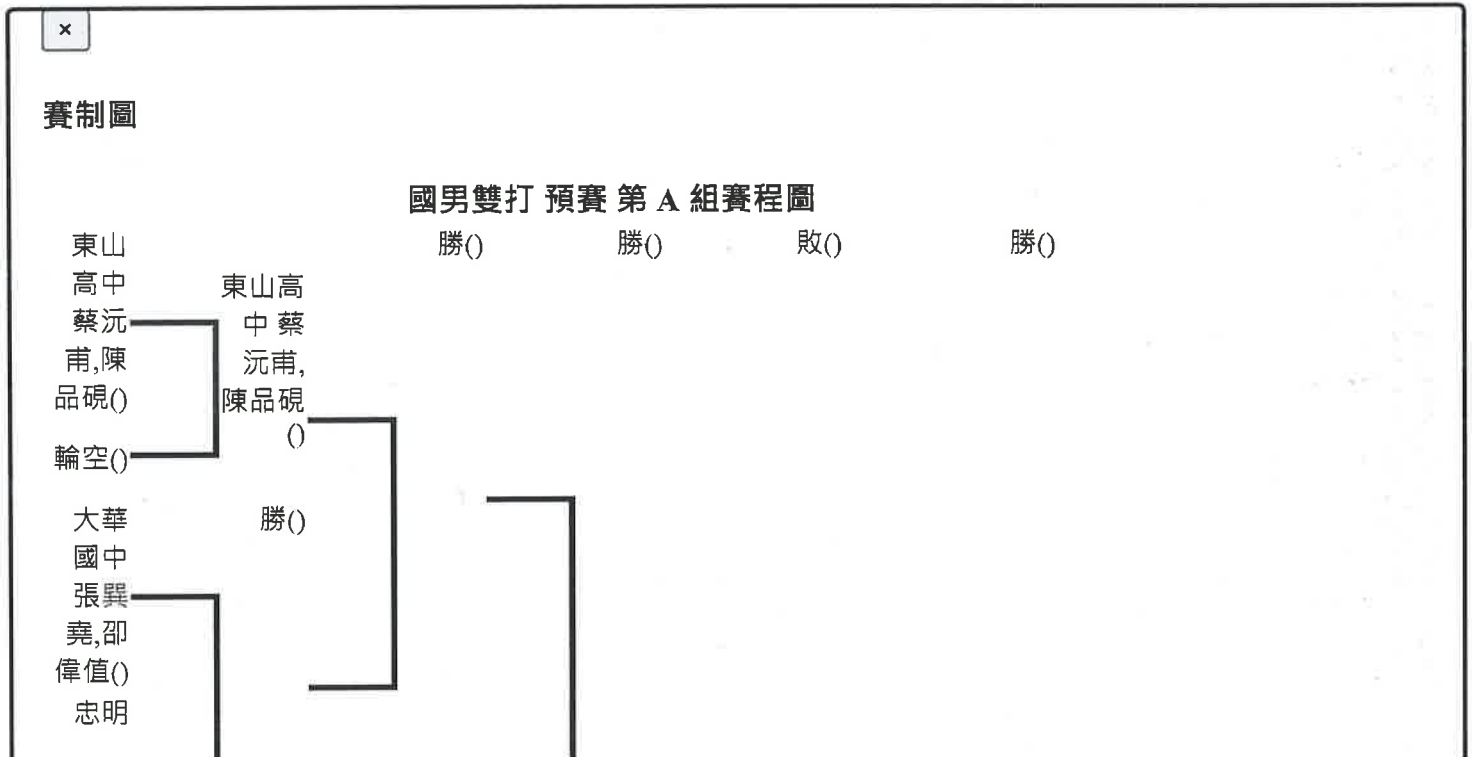 ×
賽制圖
國男雙打 預賽 第 A 組賽程圖
東山
高中
蔡沅
甫,陳
品硯()
輪空()
大華
國中
張巽
堯,卲
偉值()
忠明
東山高
中 蔡
沅甫,
陳品硯
()
勝()
勝()
勝()
敗()
勝()